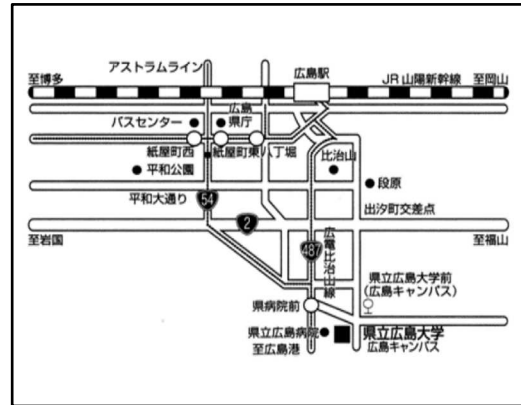 アストラムライン
広島駅
JR山陽新幹線
至博多
至岡山
バスセンター
広島
県庁
紙屋町西
紙屋町東
八丁堀
比治山
平和公園
段原
平和大通り
54
出汐町交差点
2
至岩国
487
広電比治山線
至福山
県立広島大学前
(広島キャンパス)
県病院前
県立広島病院
県立広島大学
至広島港
広島キャンパス